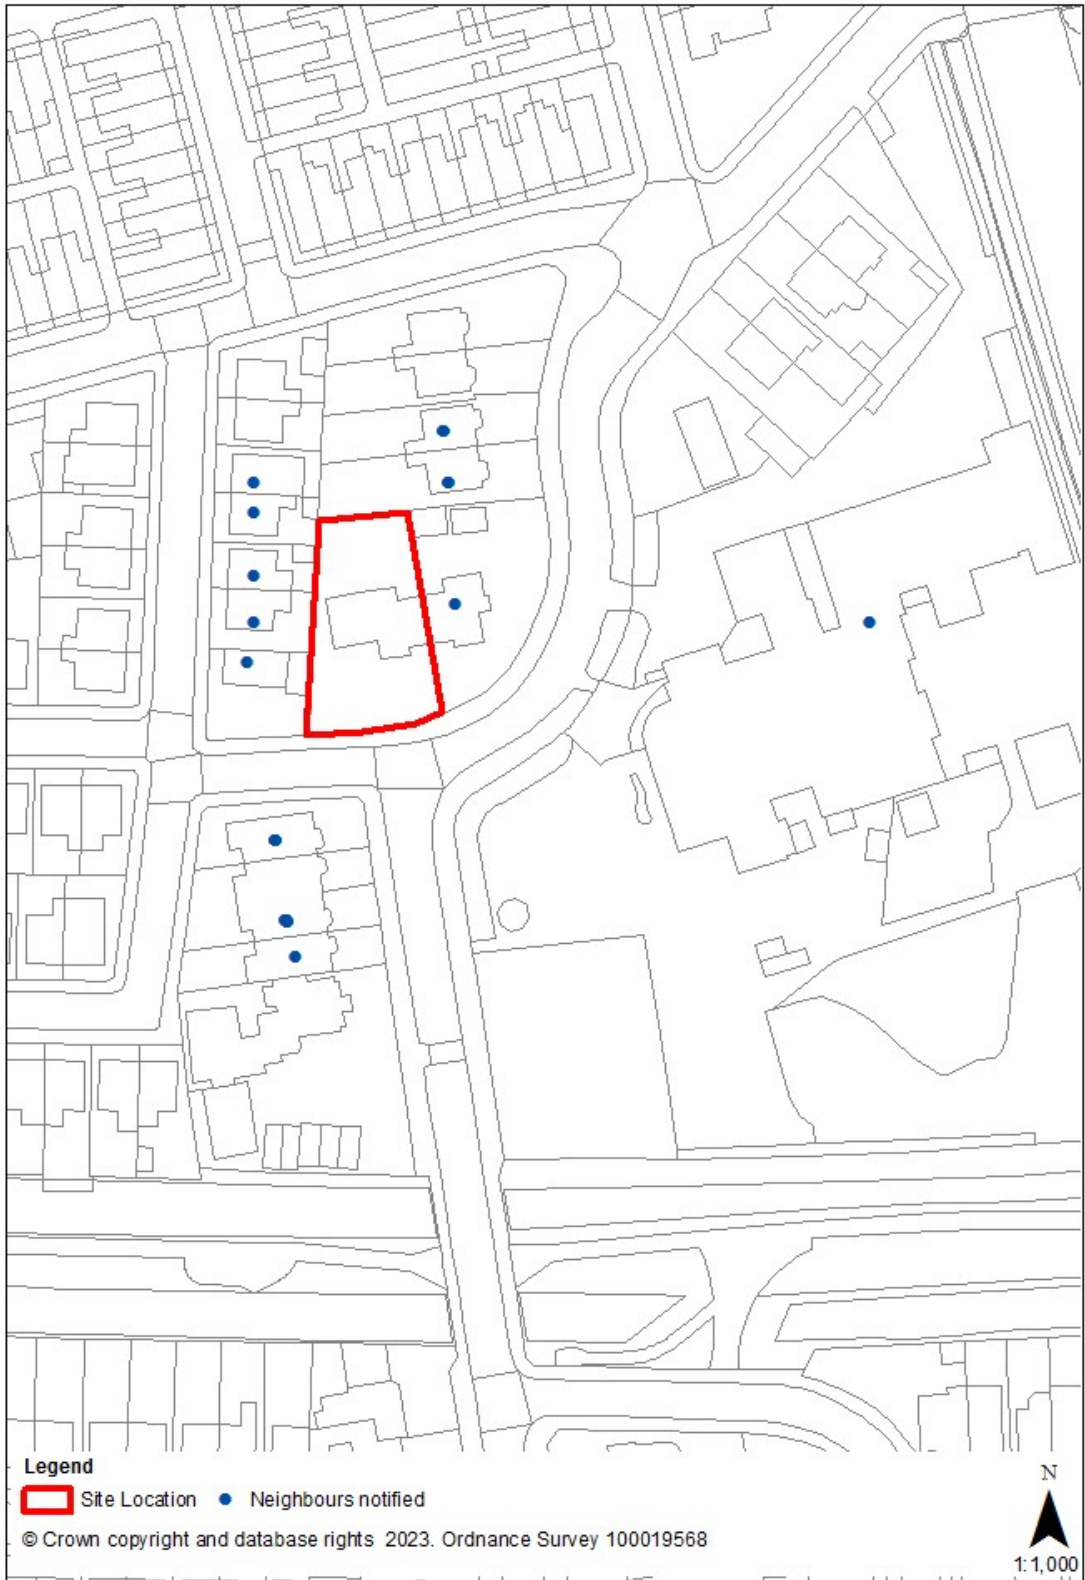 Legend
Site Location Neighbours notified
© Crown copyright and database rights 2023. Ordnance Survey 100019568
N
1:1,000